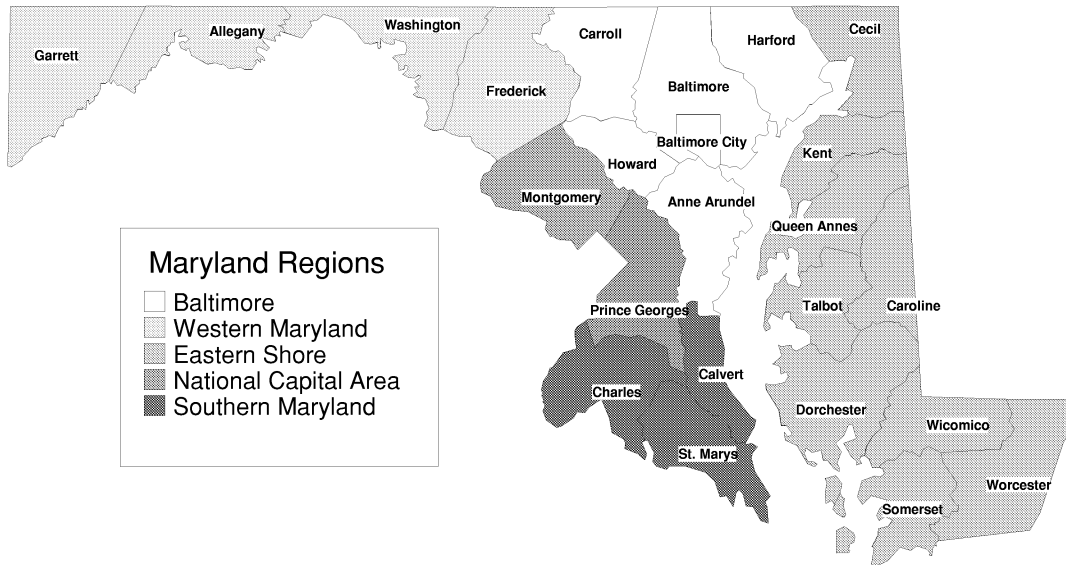 Garrett
Allegany
Washington
Frederick
Carroll
Baltimore
Harford
Cecil
Baltimore City
Howard
Kent
Montgomery
Anne Arundel
Queen Annes
Prince Georges
Talbot
Caroline
Calvert
Charles
Dorchester
Wicomico
St. Marys
Worcester
Somerset
Maryland Regions
Baltimore
Western Maryland
Eastern Shore
National Capital Area
Southern Maryland